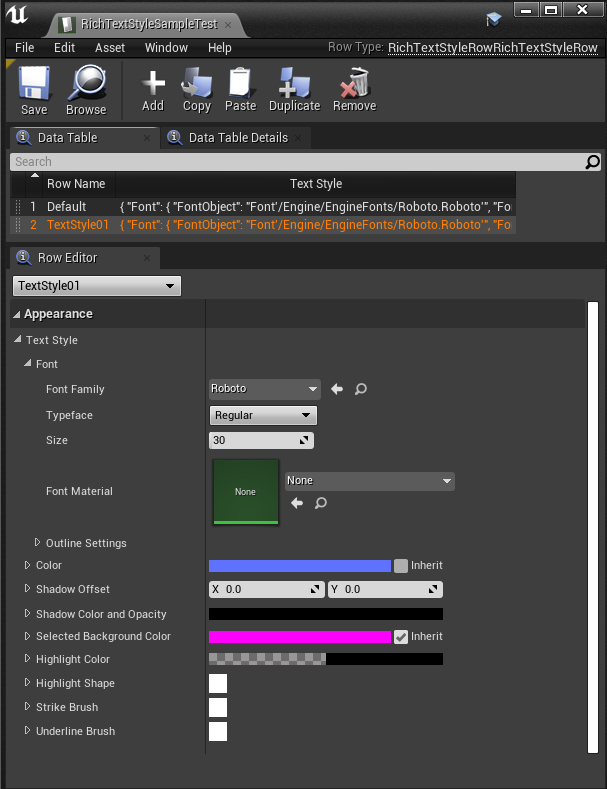 RichTextStyleSampleTest
File Edit Asset Window Help Row Type: RichTextStyleRowRichTextStyleRow
Save Browse Add Copy Paste Duplicate Remove
Data Table Data Table Details
Search
Row Name Text Style
1 Default { "Font": { "FontObject": "Font'/Engine/EngineFonts/Roboto.Roboto'", "Fo
2 TextStyle01 { "Font": { "FontObject": "Font'/Engine/EngineFonts/Roboto.Roboto'", "Fo
Row Editor
TextStyle01
Appearance
Text Style
Font
Font Family Roboto
Typeface Regular
Size 30
Font Material None None
Outline Settings
Color Inherit
Shadow Offset X 0.0 Y 0.0
Shadow Color and Opacity
Selected Background Color Inherit
Highlight Color
Highlight Shape
Strike Brush
Underline Brush